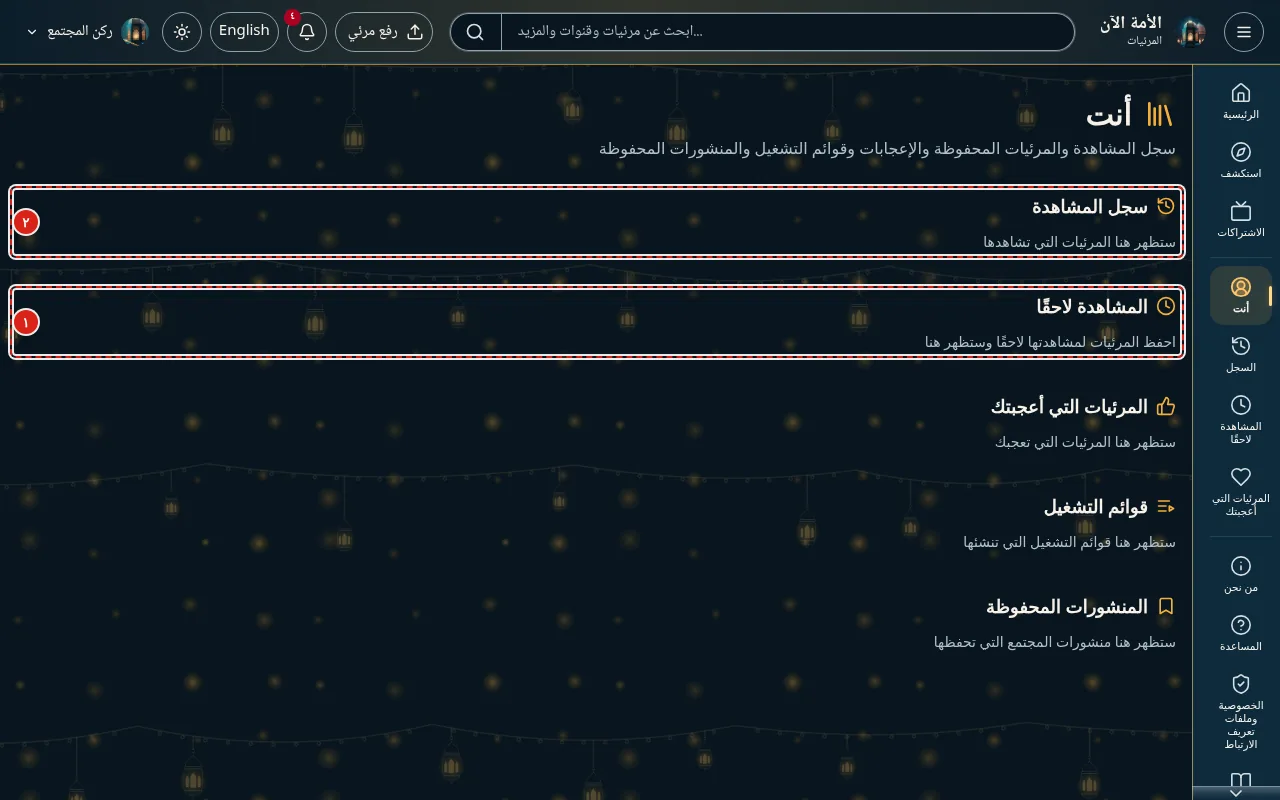 الأمة الآن
المرئيات
ابحث عن مرئيات وقنوات والمزيد...
رفع مرئي
٤
English
ركن المجتمع
الرئيسية
استكشف
الاشتراكات
أنت
السجل
المشاهدة
لاحقًا
المرئيات التي
أعجبتك
من نحن
المساعدة
الخصوصية
وملفات
تعريف
الارتباط
أنت
سجل المشاهدة والمرئيات المحفوظة والإعجابات وقوائم التشغيل والمنشورات المحفوظة
سجل المشاهدة
ستظهر هنا المرئيات التي تشاهدها
٢
المشاهدة لاحقًا
احفظ المرئيات لمشاهدتها لاحقًا وستظهر هنا
١
المرئيات التي أعجبتك
ستظهر هنا المرئيات التي تعجبك
قوائم التشغيل
ستظهر هنا قوائم التشغيل التي تنشئها
المنشورات المحفوظة
ستظهر هنا منشورات المجتمع التي تحفظها